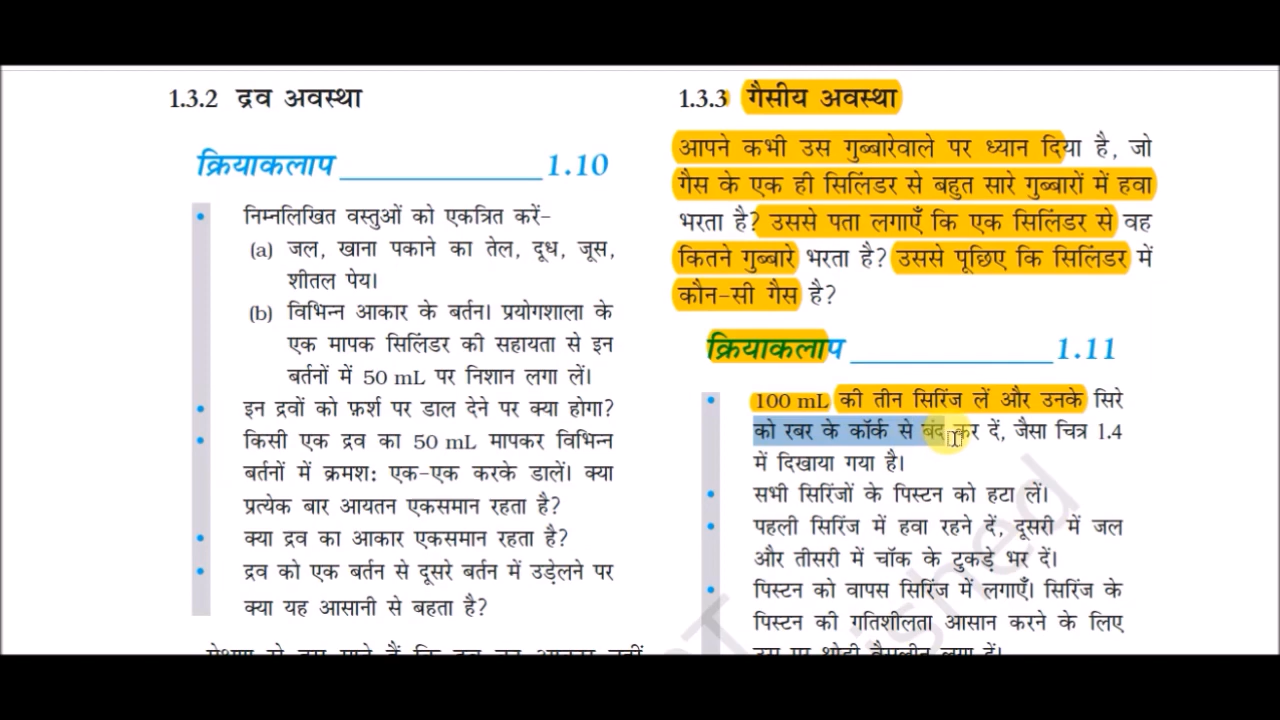 1.3.2 द्रव अवस्था
क्रियाकलाप 1.10
• निम्नलिखित वस्तुओं को एकत्रित करें–
(a) जल, खाना पकाने का तेल, दूध, जूस,
शीतल पेय।
(b) विभिन्न आकार के बर्तन। प्रयोगशाला के
एक मापक सिलिंडर की सहायता से इन
बर्तनों में 50 mL पर निशान लगा लें।
• इन द्रवों को फ़र्श पर डाल देने पर क्या होगा?
• किसी एक द्रव का 50 mL मापकर विभिन्न
बर्तनों में क्रमश: एक-एक करके डालें। क्या
प्रत्येक बार आयतन एकसमान रहता है?
• क्या द्रव का आकार एकसमान रहता है?
• द्रव को एक बर्तन से दूसरे बर्तन में उड़ेलने पर
क्या यह आसानी से बहता है?
1.3.3 गैसीय अवस्था
आपने कभी उस गुब्बारेवाले पर ध्यान दिया है, जो
गैस के एक ही सिलिंडर से बहुत सारे गुब्बारों में हवा
भरता है? उससे पता लगाएँ कि एक सिलिंडर से वह
कितने गुब्बारे भरता है? उससे पूछिए कि सिलिंडर में
कौन-सी गैस है?
क्रियाकलाप 1.11
• 100 mL की तीन सिरिंज लें और उनके सिरे
को रबर के कॉर्क से बंद कर दें, जैसा चित्र 1.4
में दिखाया गया है।
• सभी सिरिंजों के पिस्टन को हटा लें।
• पहली सिरिंज में हवा रहने दें, दूसरी में जल
और तीसरी में चॉक के टुकड़े भर दें।
• पिस्टन को वापस सिरिंज में लगाएँ। सिरिंज के
पिस्टन की गतिशीलता आसान करने के लिए